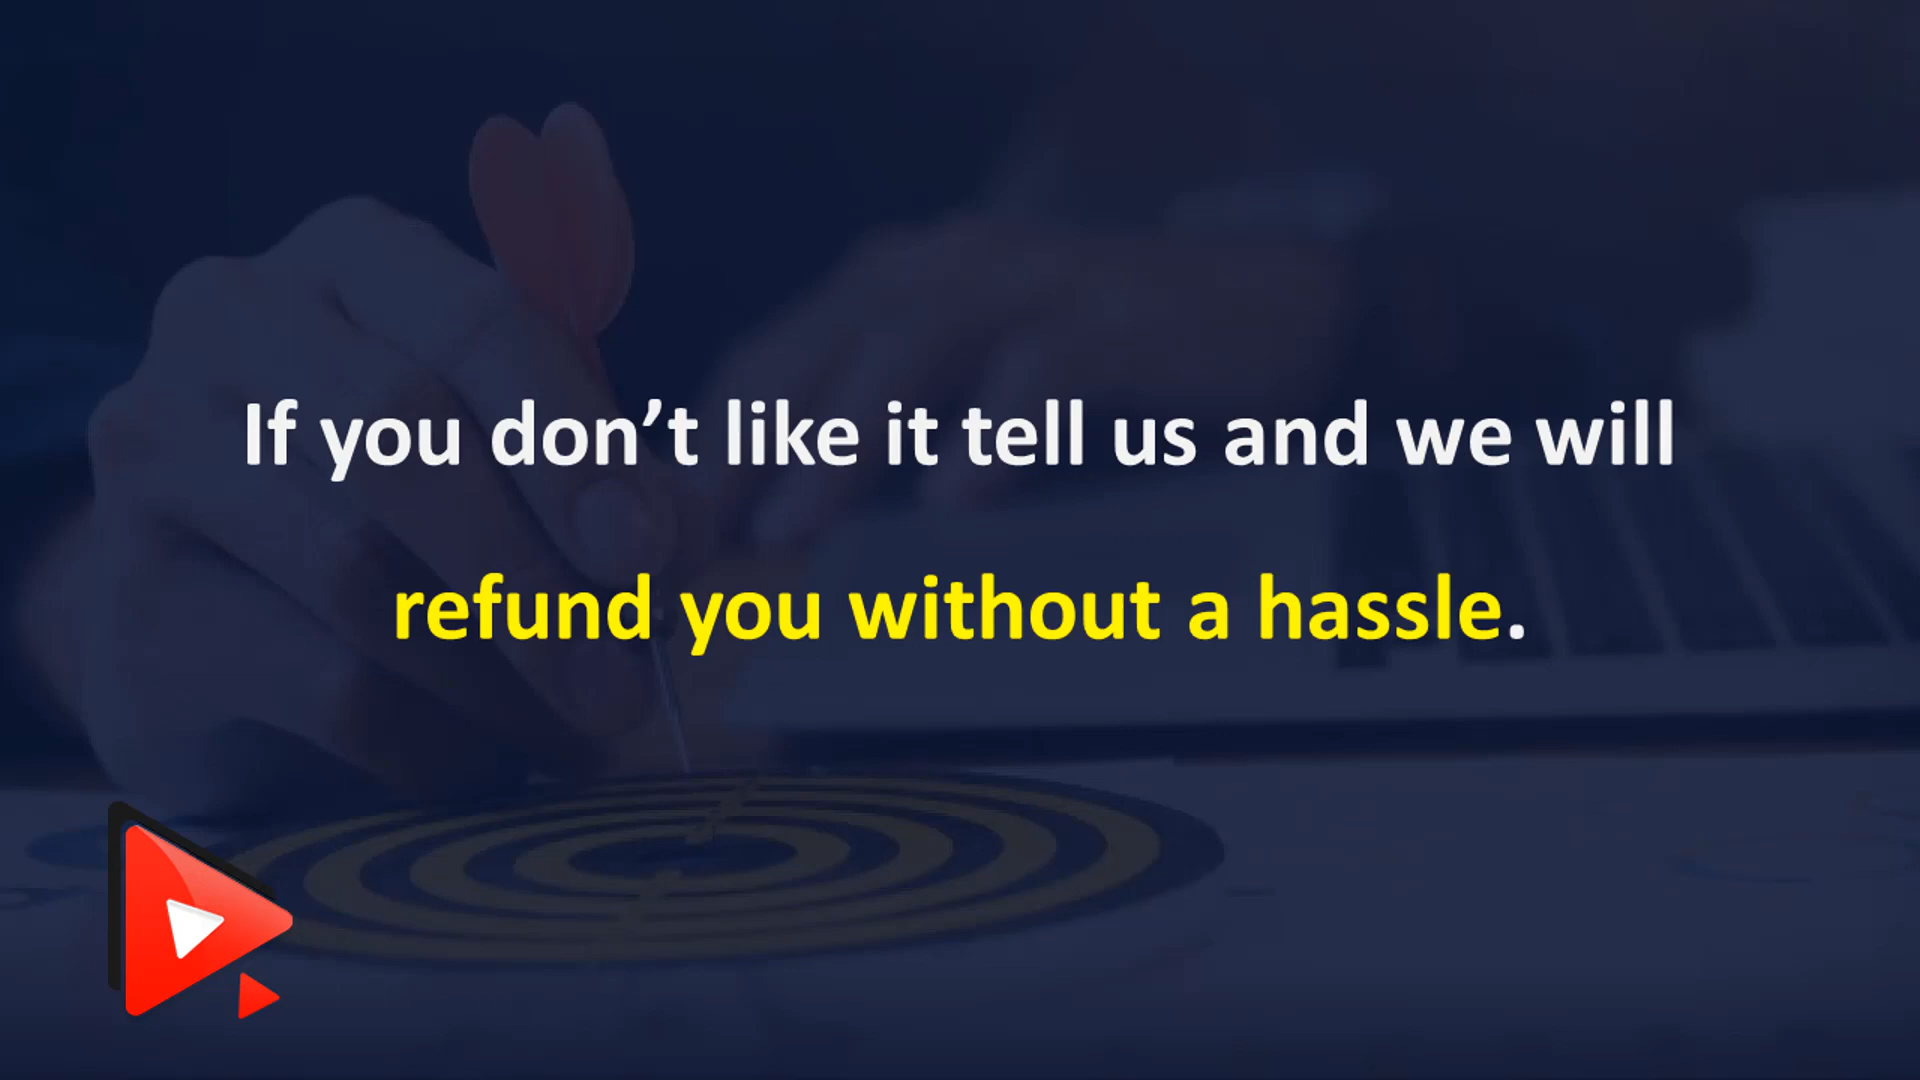 If you don’t like it tell us and we will
refund you without a hassle.